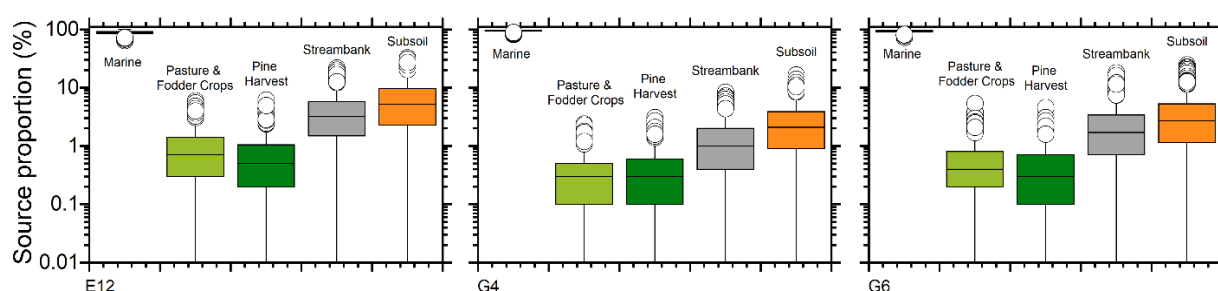 Source proportion (%)
100
10
1
0.1
0.01
Marine
Pasture &
Fodder Crops
Pine
Harvest
Streambank
Subsoil
E12
Marine
Pasture &
Fodder Crops
Pine
Harvest
Streambank
Subsoil
G4
Marine
Pasture &
Fodder Crops
Pine
Harvest
Streambank
Subsoil
G6